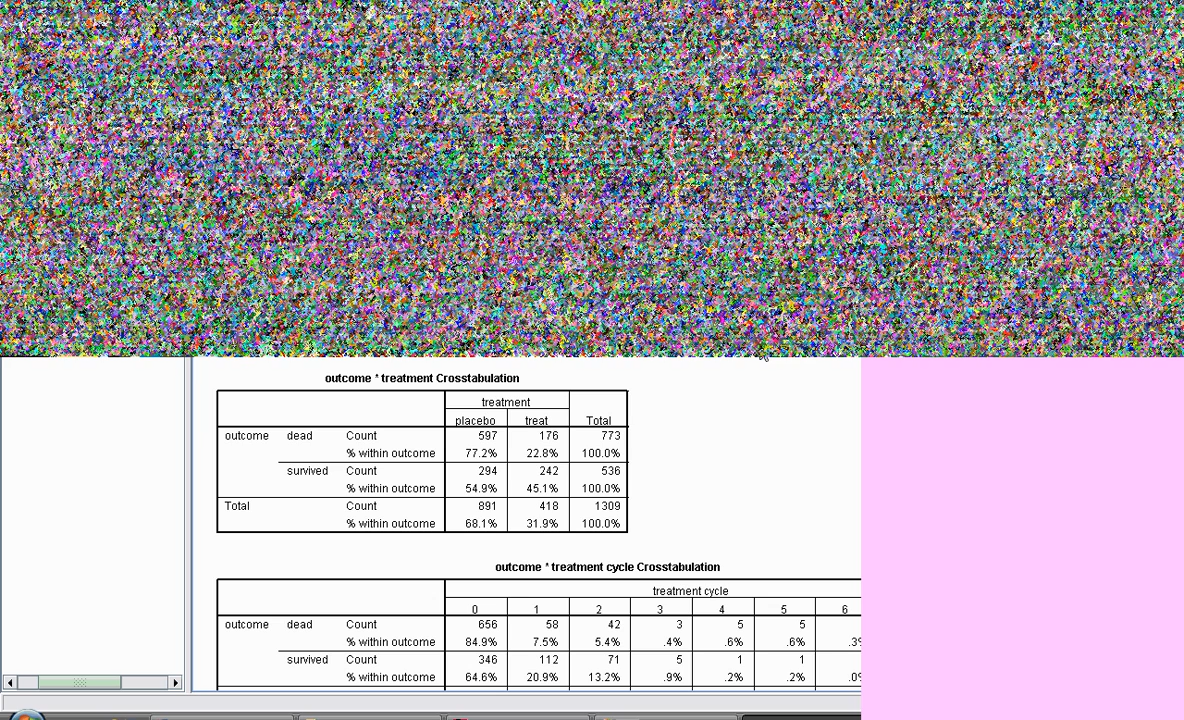 outcome * treatment Crosstabulation
treatment
placebo treat Total
outcome dead Count 597 176 773
% within outcome 77.2% 22.8% 100.0%
survived Count 294 242 536
% within outcome 54.9% 45.1% 100.0%
Total Count 891 418 1309
% within outcome 68.1% 31.9% 100.0%
outcome * treatment cycle Crosstabulation
treatment cycle
0 1 2 3 4 5 6
outcome dead Count 656 58 42 3 5 5
% within outcome 84.9% 7.5% 5.4% .4% .6% .6% .3%
survived Count 346 112 71 5 1 1
% within outcome 64.6% 20.9% 13.2% .9% .2% .2% .0%